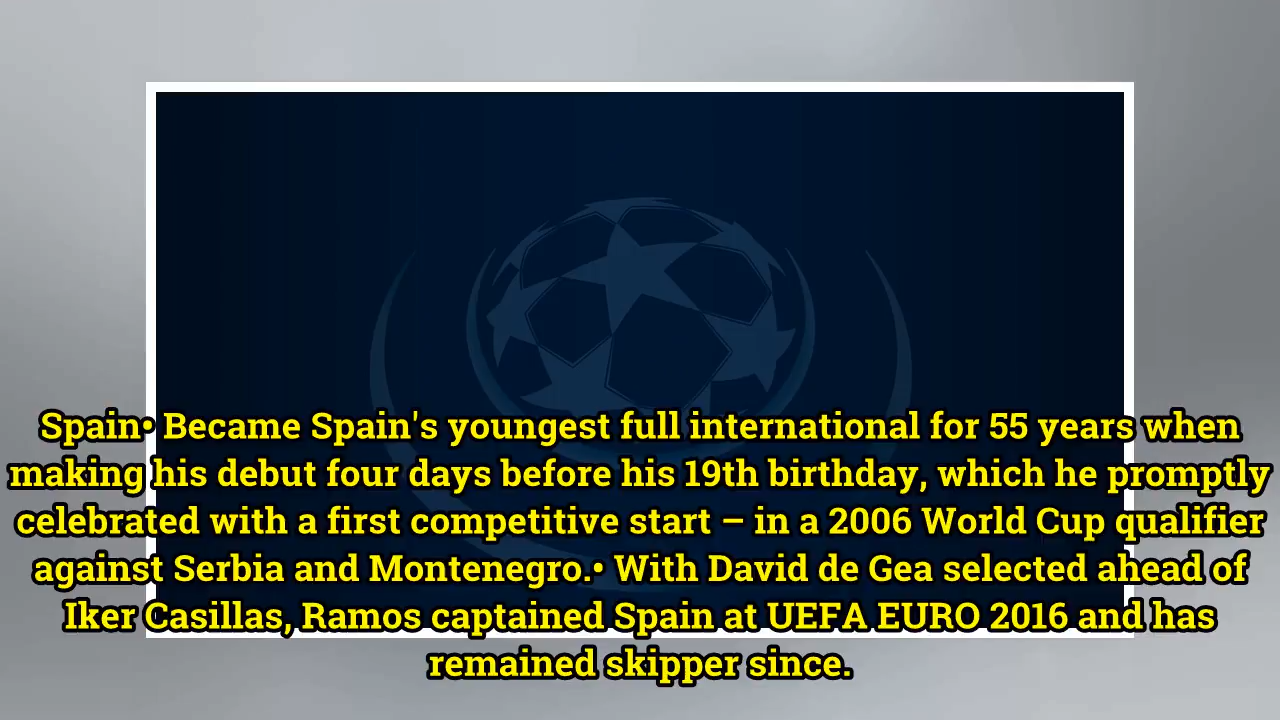 Spain• Became Spain's youngest full international for 55 years when
making his debut four days before his 19th birthday, which he promptly
celebrated with a first competitive start – in a 2006 World Cup qualifier
against Serbia and Montenegro.• With David de Gea selected ahead of
Iker Casillas, Ramos captained Spain at UEFA EURO 2016 and has
remained skipper since.